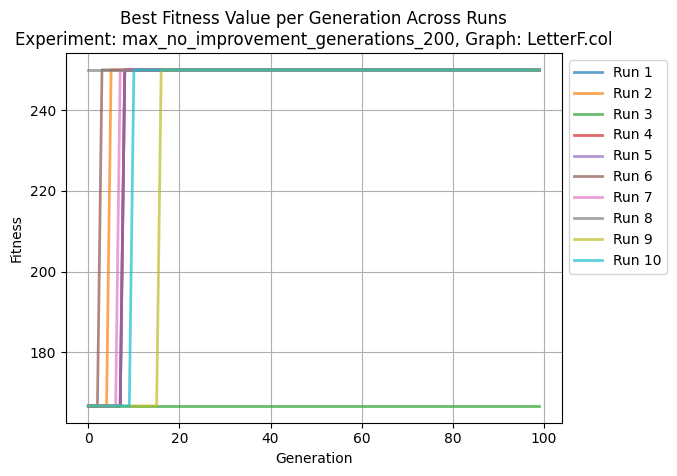 Best Fitness Value per Generation Across Runs
Experiment: max_no_improvement_generations_200, Graph: LetterF.col
Fitness
240
220
200
180
0 20 40 60 80 100
Generation
Run 1
Run 2
Run 3
Run 4
Run 5
Run 6
Run 7
Run 8
Run 9
Run 10